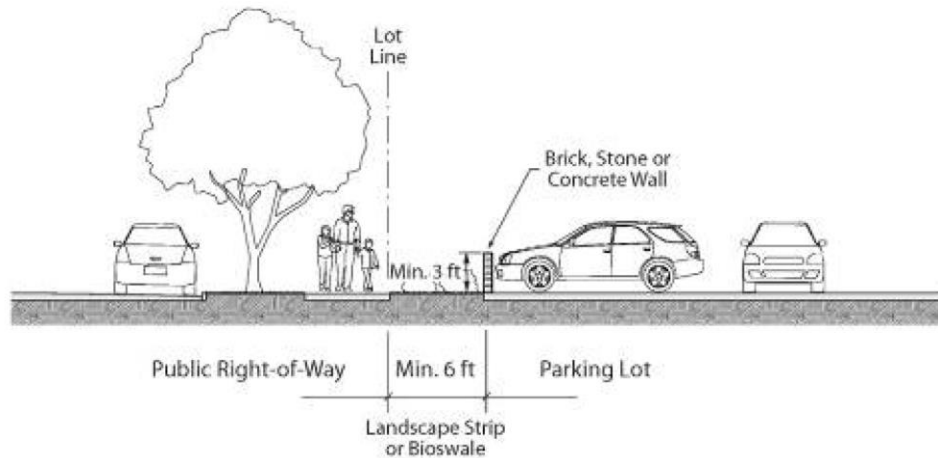 Lot
Line
Brick, Stone or
Concrete Wall
Min. 3 ft
Public Right-of-Way
Min. 6 ft
Parking Lot
Landscape Strip
or Bioswale